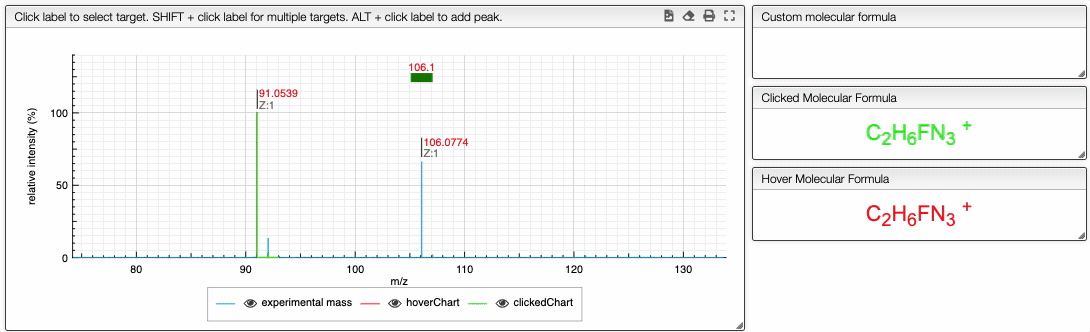 Click label to select target. SHIFT + click label for multiple targets. ALT + click label to add peak.
106.1
91.0539
Z:1
106.0774
Z:1
relative intensity (%)
100
50
0
80
90
100
110
120
130
m/z
experimental mass
hoverChart
clickedChart
Custom molecular formula
Clicked Molecular Formula
C₂H₆FN₃ ⁺
Hover Molecular Formula
C₂H₆FN₃ ⁺